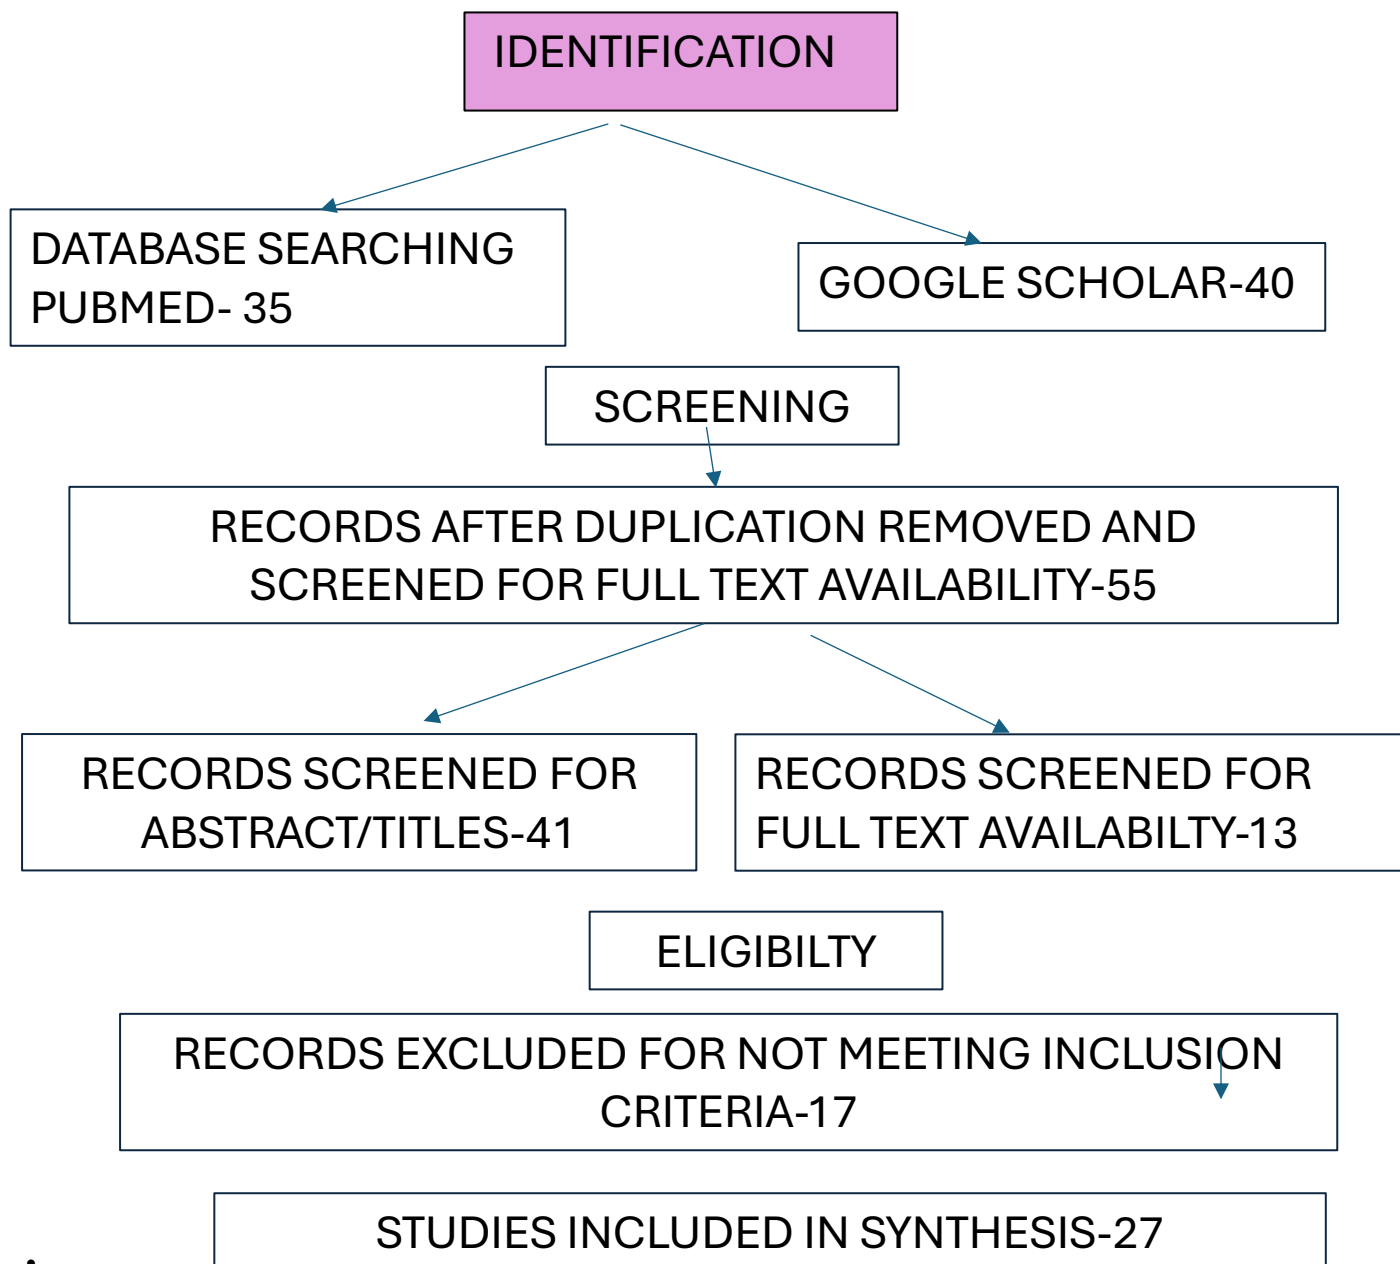 IDENTIFICATION
DATABASE SEARCHING
PUBMED- 35
GOOGLE SCHOLAR-40
SCREENING
RECORDS AFTER DUPLICATION REMOVED AND
SCREENED FOR FULL TEXT AVAILABILITY-55
RECORDS SCREENED FOR
ABSTRACT/TITLES-41
RECORDS SCREENED FOR
FULL TEXT AVAILABILTY-13
ELIGIBILTY
RECORDS EXCLUDED FOR NOT MEETING INCLUSION
CRITERIA-17
STUDIES INCLUDED IN SYNTHESIS-27